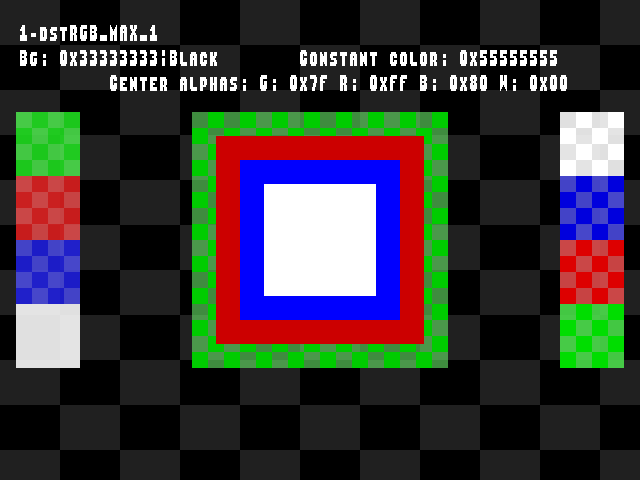 1-dstRGB_MAX_1
Bg: 0x33333333¦Black Constant color: 0x55555555
Center alphas: G: 0x7F R: 0xFF B: 0x80 W: 0x00